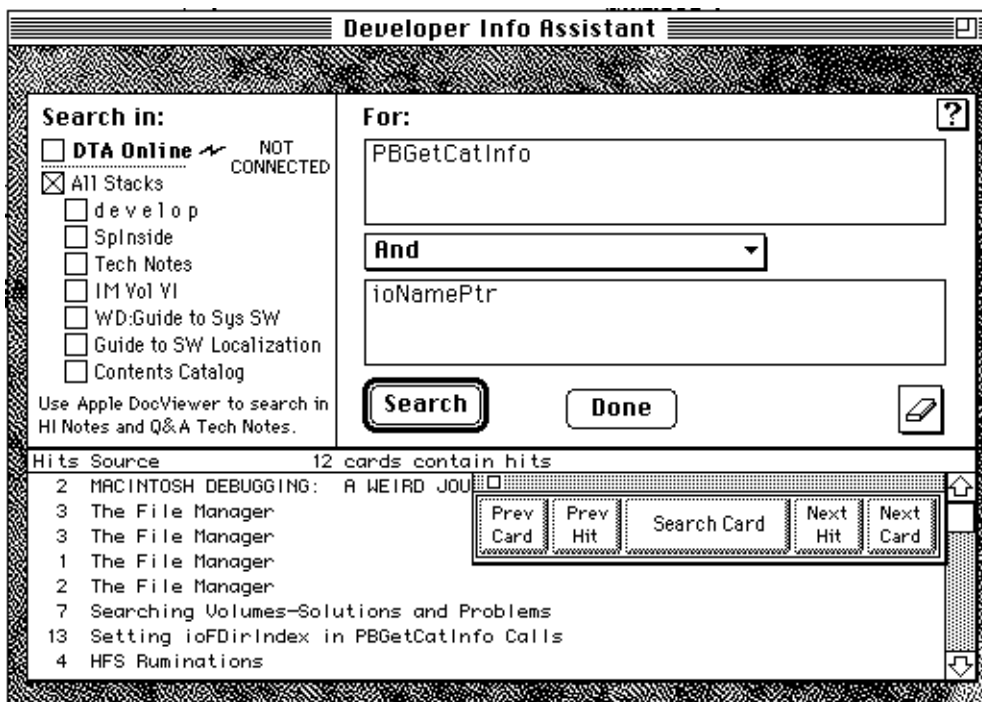 Developer Info Assistant
Search in:
DTA Online
NOT
CONNECTED
All Stacks
develop
SpInside
Tech Notes
IM Vol VI
WD:Guide to Sys SW
Guide to SW Localization
Contents Catalog
Use Apple DocViewer to search in
HI Notes and Q&A Tech Notes.
For:
?
PBGetCatInfo
And
ioNamePtr
Search
Done
Hits Source 12 cards contain hits
2 MACINTOSH DEBUGGING: A WEIRD JOU
3 The File Manager
3 The File Manager
1 The File Manager
2 The File Manager
7 Searching Volumes—Solutions and Problems
13 Setting ioFDirIndex in PBGetCatInfo Calls
4 HFS Ruminations
Prev Card
Prev Hit
Search Card
Next Hit
Next Card